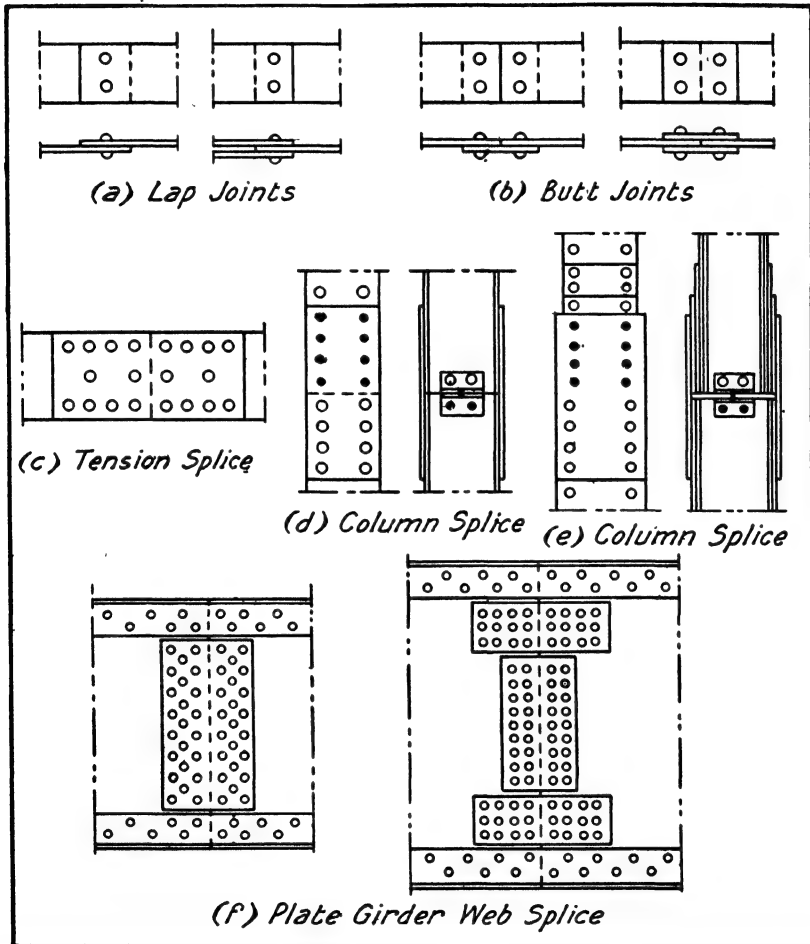 (a) Lap Joints
(b) Butt Joints
(c) Tension Splice
(d) Column Splice
(e) Column Splice
(f) Plate Girder Web Splice